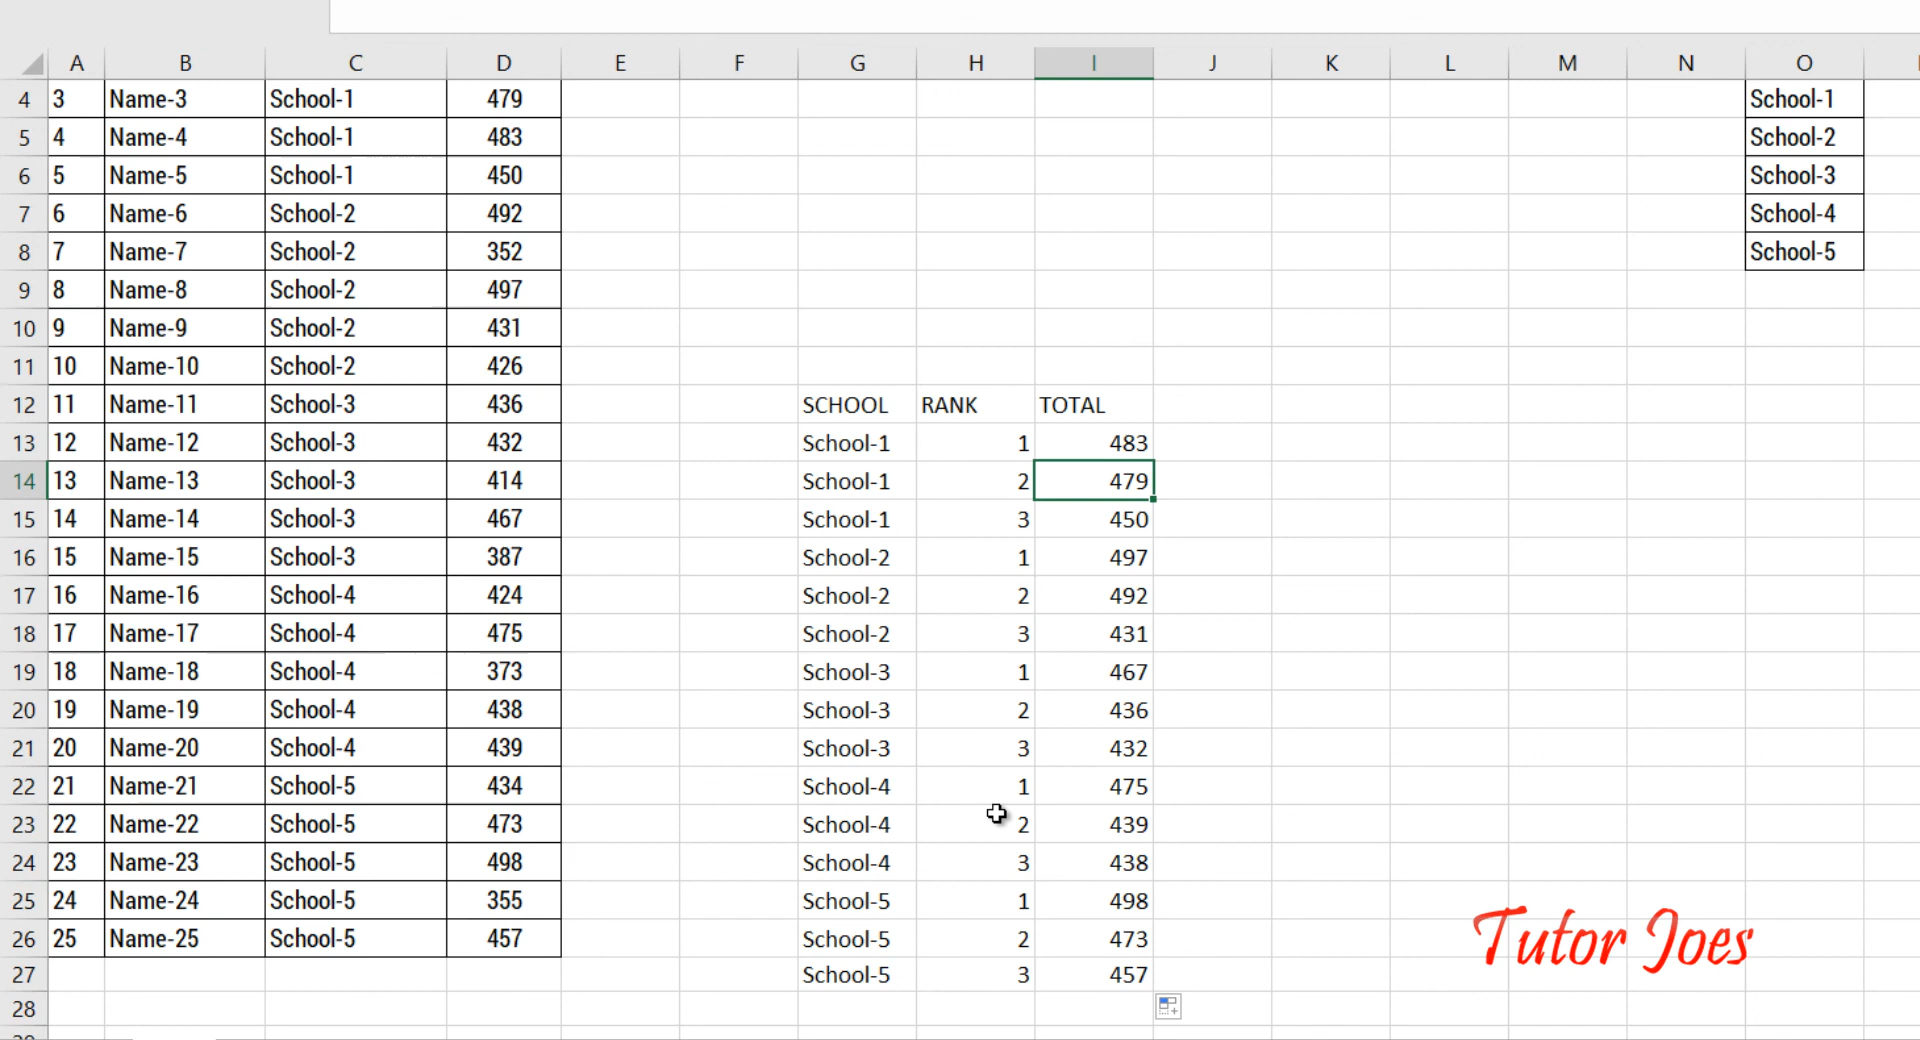 A B C D E F G H I J K L M N O
4 3 Name-3 School-1 479 School-1
5 4 Name-4 School-1 483 School-2
6 5 Name-5 School-1 450 School-3
7 6 Name-6 School-2 492 School-4
8 7 Name-7 School-2 352 School-5
9 8 Name-8 School-2 497
10 9 Name-9 School-2 431
11 10 Name-10 School-2 426
12 11 Name-11 School-3 436 SCHOOL RANK TOTAL
13 12 Name-12 School-3 432 School-1 1 483
14 13 Name-13 School-3 414 School-1 2 479
15 14 Name-14 School-3 467 School-1 3 450
16 15 Name-15 School-3 387 School-2 1 497
17 16 Name-16 School-4 424 School-2 2 492
18 17 Name-17 School-4 475 School-2 3 431
19 18 Name-18 School-4 373 School-3 1 467
20 19 Name-19 School-4 438 School-3 2 436
21 20 Name-20 School-4 439 School-3 3 432
22 21 Name-21 School-5 434 School-4 1 475
23 22 Name-22 School-5 473 School-4 2 439
24 23 Name-23 School-5 498 School-4 3 438
25 24 Name-24 School-5 355 School-5 1 498
26 25 Name-25 School-5 457 School-5 2 473
27 School-5 3 457
28
Tutor Joes